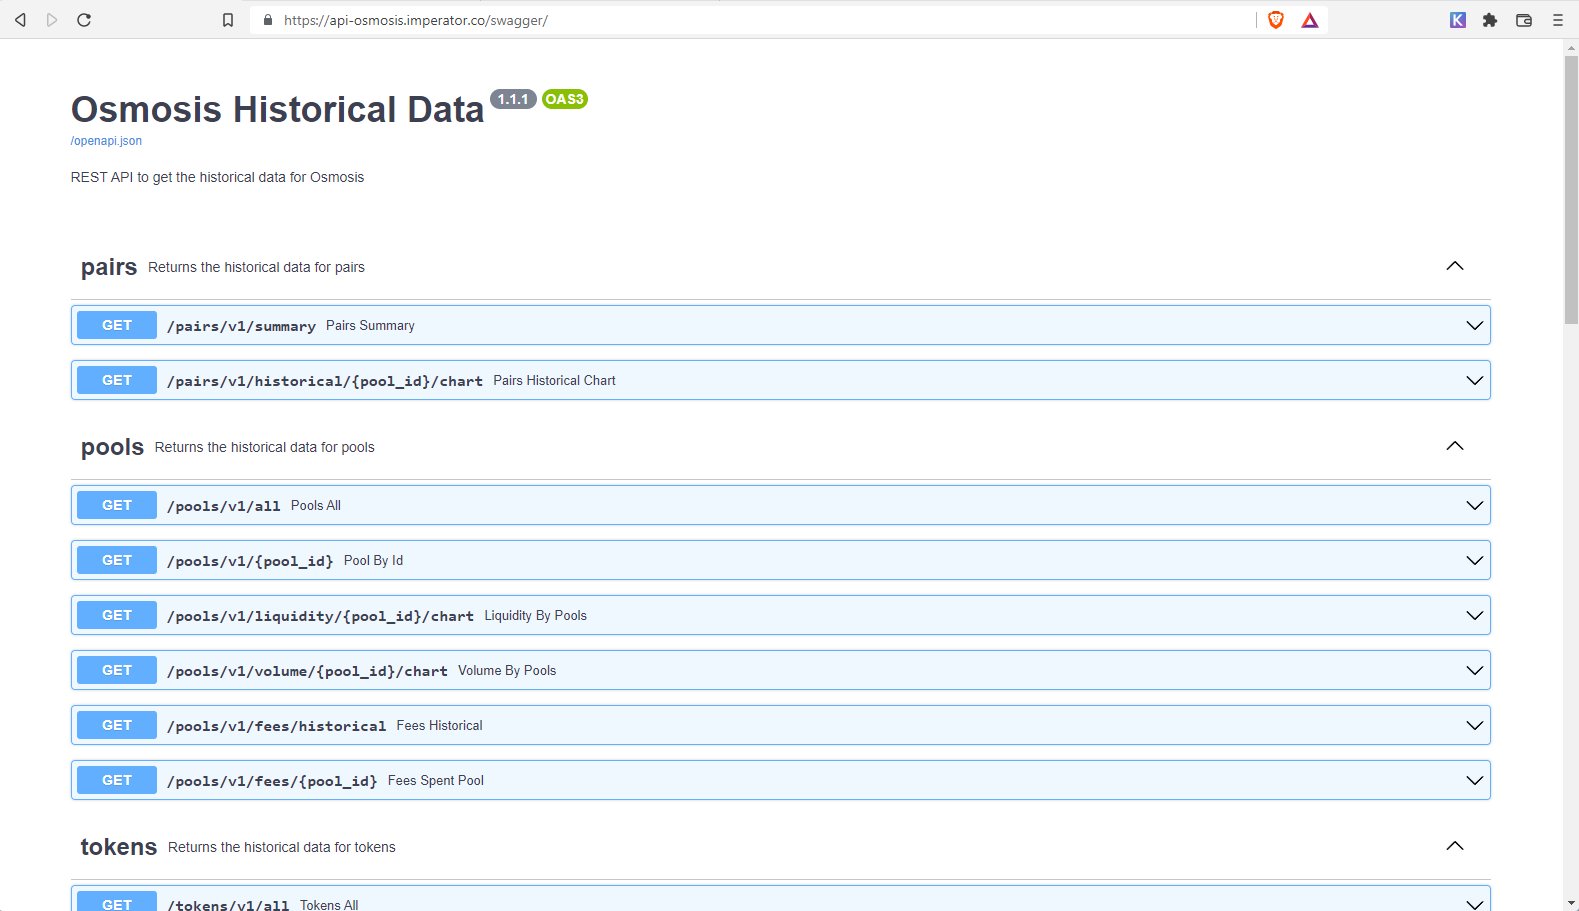 https://api-osmosis.imperator.co/swagger/
K
Osmosis Historical Data 1.1.1 OAS3
/openapi.json
REST API to get the historical data for Osmosis
pairs Returns the historical data for pairs
GET /pairs/v1/summary Pairs Summary
GET /pairs/v1/historical/{pool_id}/chart Pairs Historical Chart
pools Returns the historical data for pools
GET /pools/v1/all Pools All
GET /pools/v1/{pool_id} Pool By Id
GET /pools/v1/liquidity/{pool_id}/chart Liquidity By Pools
GET /pools/v1/volume/{pool_id}/chart Volume By Pools
GET /pools/v1/fees/historical Fees Historical
GET /pools/v1/fees/{pool_id} Fees Spent Pool
tokens Returns the historical data for tokens
GET /tokens/v1/all Tokens All